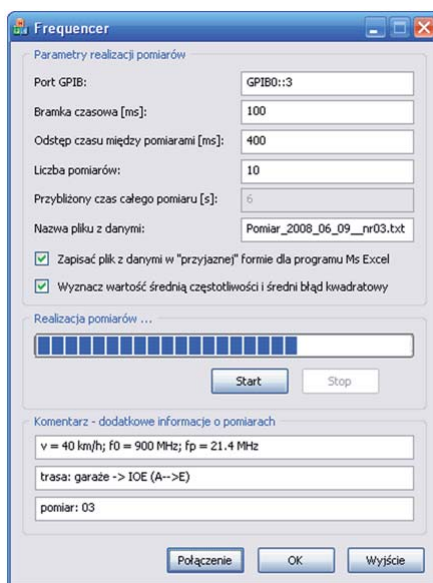 Frequencer
Parametry realizacji pomiarów
Port GPIB: GPIB0::3
Bramka czasowa [ms]: 100
Odstęp czasu między pomiarami [ms]: 400
Liczba pomiarów: 10
Przybliżony czas całego pomiaru [s]: 6
Nazwa pliku z danymi: Pomiar_2008_06_09__nr03.txt
Zapisać plik z danymi w "przyjaznej" formie dla programu Ms Excel
Wyznacz wartość średnią częstotliwości i średni błąd kwadratowy
Realizacja pomiarów ...
Start Stop
Komentarz - dodatkowe informacje o pomiarach
v = 40 km/h; f0 = 900 MHz; fp = 21.4 MHz
trasa: garaże -> IOE (A-->E)
pomiar: 03
Połączenie OK Wyjście